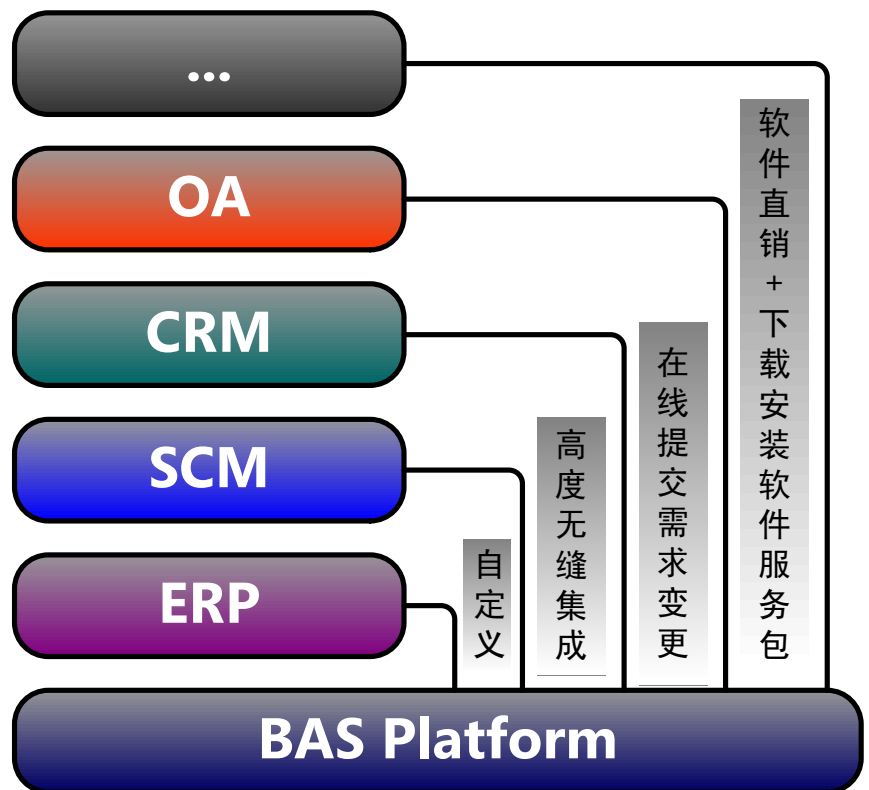 ...
OA
CRM
SCM
ERP
自定义
高度无缝集成
在线提交需求变更
软件直销+下载安装软件服务包
BAS Platform